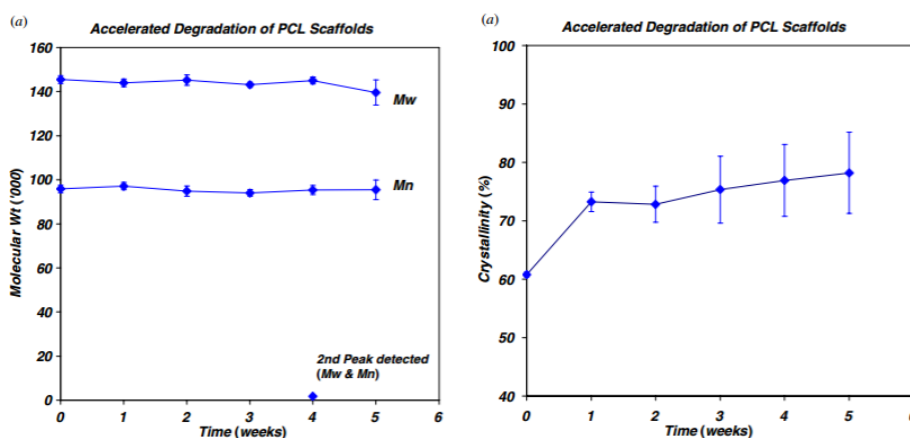 (a)
Accelerated Degradation of PCL Scaffolds
160
140
120
100
80
60
40
20
0
Molecular Wt ('000)
Mw
Mn
2nd Peak detected
(Mw & Mn)
0 1 2 3 4 5 6
Time (weeks)
(a)
Accelerated Degradation of PCL Scaffolds
100
90
80
70
60
50
40
Crystallinity (%)
0 1 2 3 4 5 6
Time (weeks)